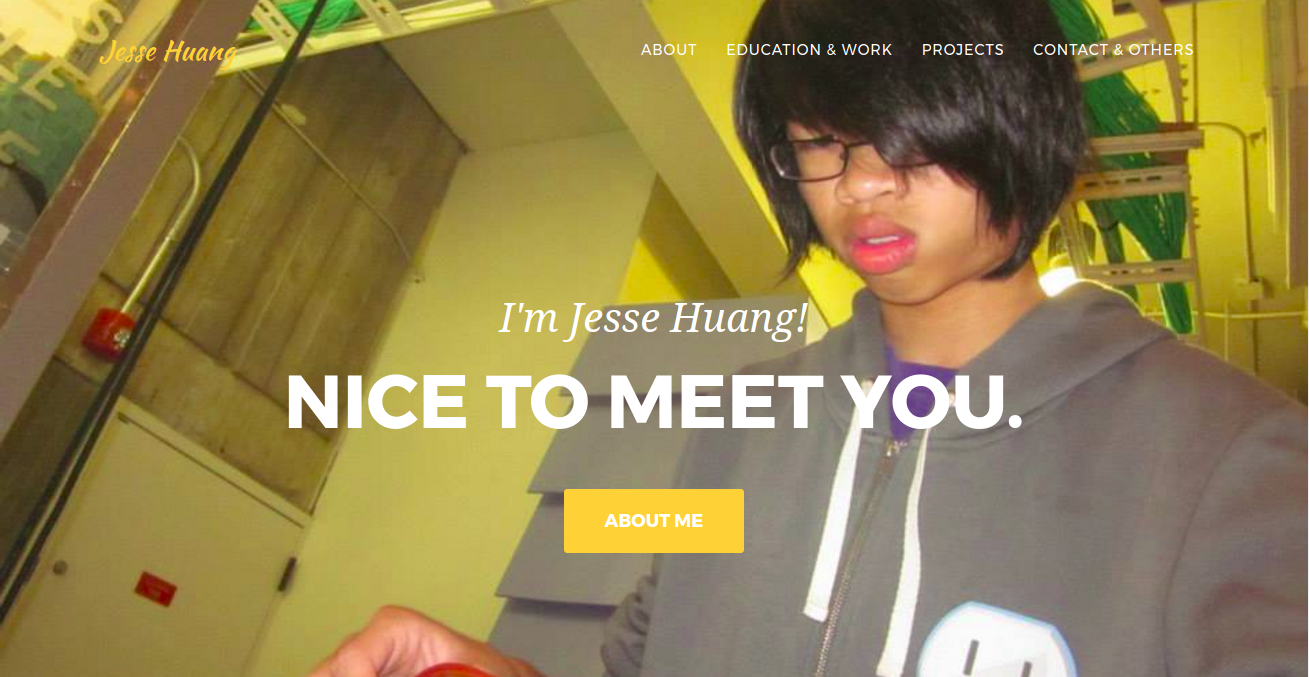 Jesse Huang
ABOUT EDUCATION & WORK PROJECTS CONTACT & OTHERS
I'm Jesse Huang!
NICE TO MEET YOU.
ABOUT ME